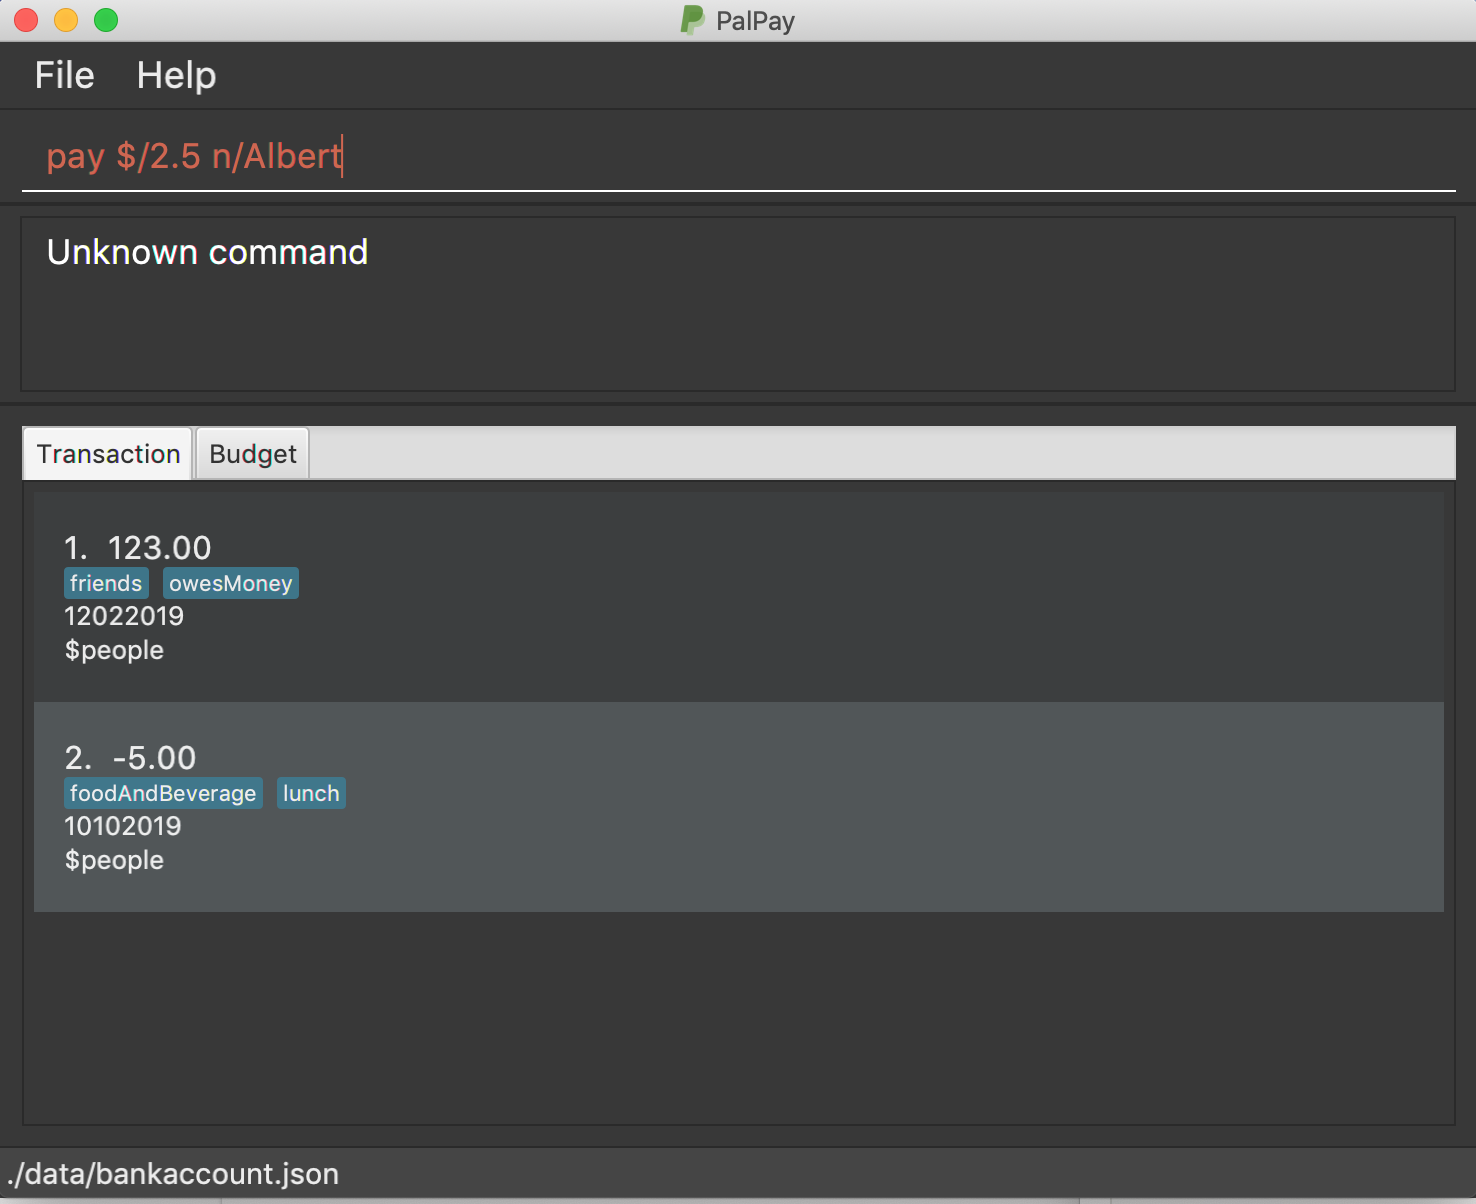 PalPay
File Help
pay $/2.5 n/Albert
Unknown command
Transaction Budget
1. 123.00
friends owesMoney
12022019
$people
2. -5.00
foodAndBeverage lunch
10102019
$people
./data/bankaccount.json